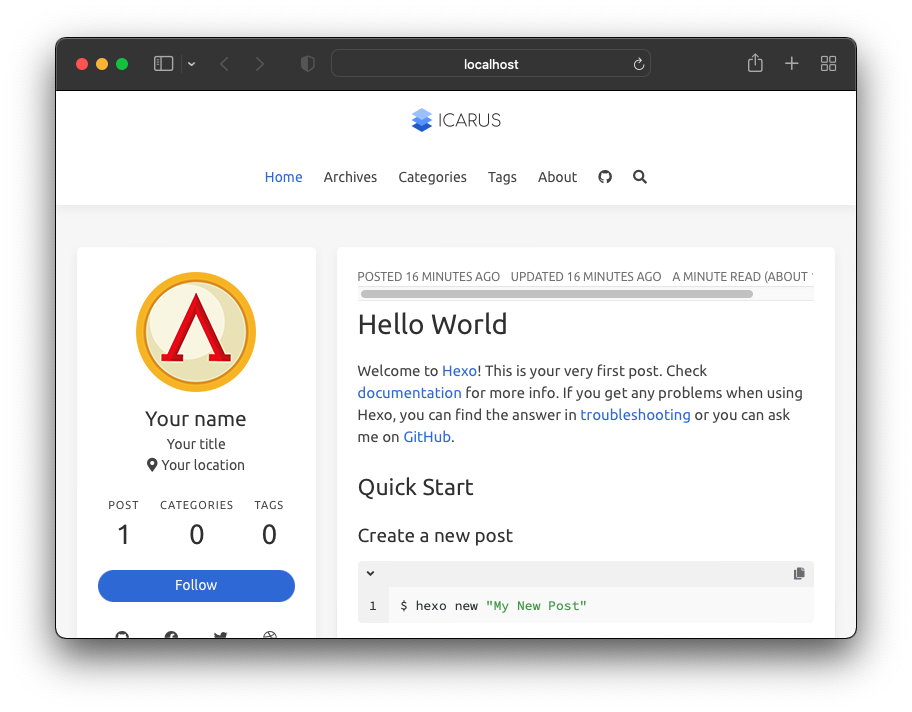 localhost
ICARUS
Home Archives Categories Tags About
Your name
Your title
Your location
POST CATEGORIES TAGS
1 0 0
Follow
POSTED 16 MINUTES AGO UPDATED 16 MINUTES AGO A MINUTE READ (ABOUT
Hello World
Welcome to Hexo! This is your very first post. Check
documentation for more info. If you get any problems when using
Hexo, you can find the answer in troubleshooting or you can ask
me on GitHub.
Quick Start
Create a new post
1 $ hexo new "My New Post"